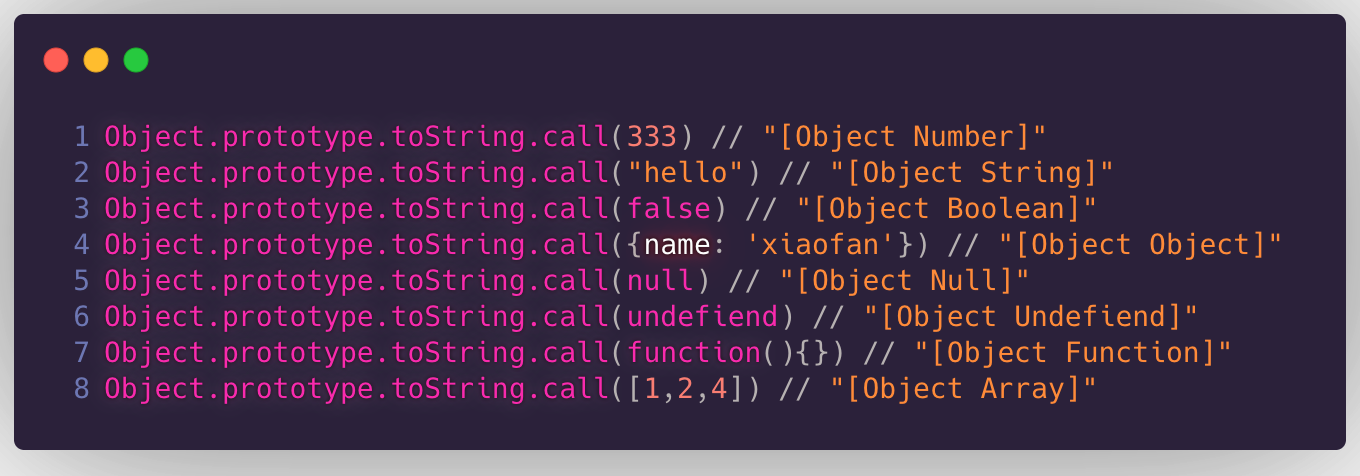 1 Object.prototype.toString.call(333) // "[Object Number]"
2 Object.prototype.toString.call("hello") // "[Object String]"
3 Object.prototype.toString.call(false) // "[Object Boolean]"
4 Object.prototype.toString.call({name: 'xiaofan'}) // "[Object Object]"
5 Object.prototype.toString.call(null) // "[Object Null]"
6 Object.prototype.toString.call(undefiend) // "[Object Undefiend]"
7 Object.prototype.toString.call(function(){}) // "[Object Function]"
8 Object.prototype.toString.call([1,2,4]) // "[Object Array]"